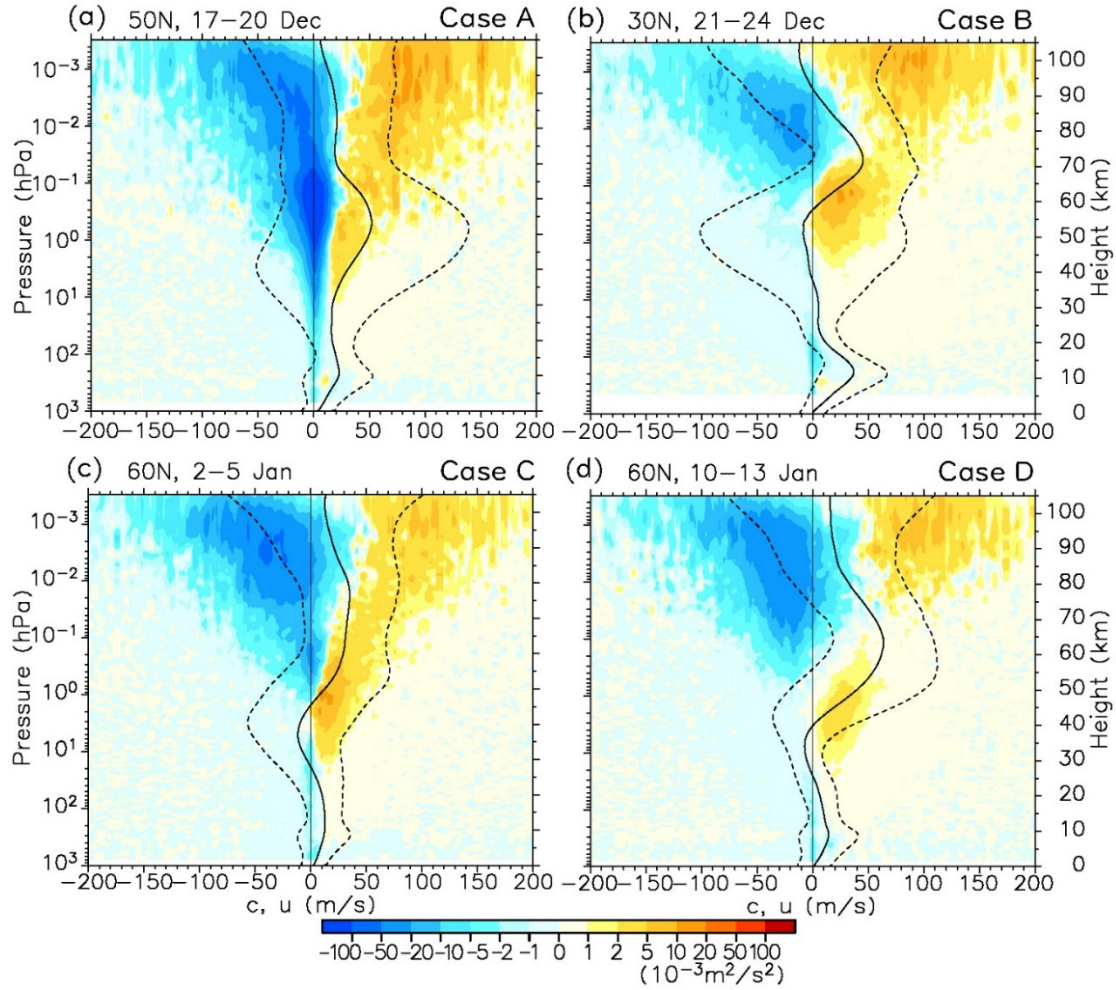 (a) 50N, 17−20 Dec Case A
(b) 30N, 21−24 Dec Case B
Pressure (hPa)
10⁻³
10⁻²
10⁻¹
10⁰
10¹
10²
10³
−200 −150 −100 −50 0 50 100 150 200
100
90
80
70
60
50
40
30
20
10
0
Height (km)
−200 −150 −100 −50 0 50 100 150 200
(c) 60N, 2−5 Jan Case C
(d) 60N, 10−13 Jan Case D
Pressure (hPa)
10⁻³
10⁻²
10⁻¹
10⁰
10¹
10²
10³
−200 −150 −100 −50 0 50 100 150 200
c, u (m/s)
100
90
80
70
60
50
40
30
20
10
0
Height (km)
−200 −150 −100 −50 0 50 100 150 200
c, u (m/s)
−100 −50 −20 −10 −5 −2 −1 0 1 2 5 10 20 50 100
(10⁻³m²/s²)